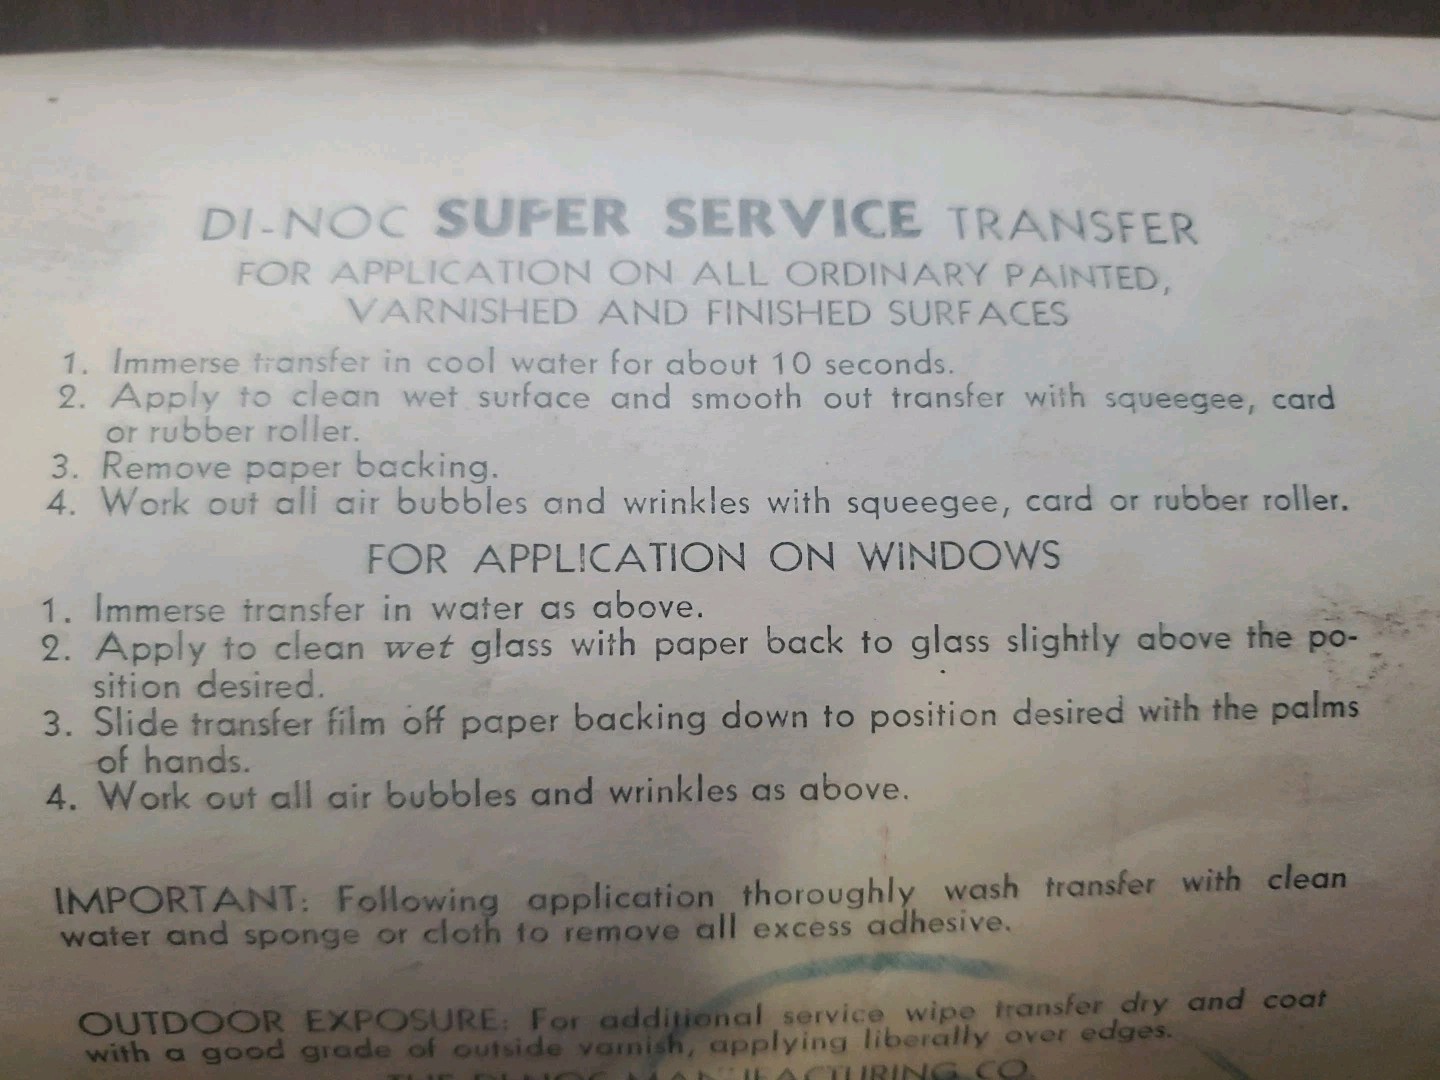 DI-NOC SUPER SERVICE TRANSFER
FOR APPLICATION ON ALL ORDINARY PAINTED,
VARNISHED AND FINISHED SURFACES
1. Immerse transfer in cool water for about 10 seconds.
2. Apply to clean wet surface and smooth out transfer with squeegee, card
or rubber roller.
3. Remove paper backing.
4. Work out all air bubbles and wrinkles with squeegee, card or rubber roller.
FOR APPLICATION ON WINDOWS
1. Immerse transfer in water as above.
2. Apply to clean wet glass with paper back to glass slightly above the po-
sition desired.
3. Slide transfer film off paper backing down to position desired with the palms
of hands.
4. Work out all air bubbles and wrinkles as above.
IMPORTANT: Following application thoroughly wash transfer with clean
water and sponge or cloth to remove all excess adhesive.
OUTDOOR EXPOSURE: For additional service wipe transfer dry and coat
with a good grade of outside varnish, applying liberally over edges.
THE DI-NOC MANUFACTURING CO.